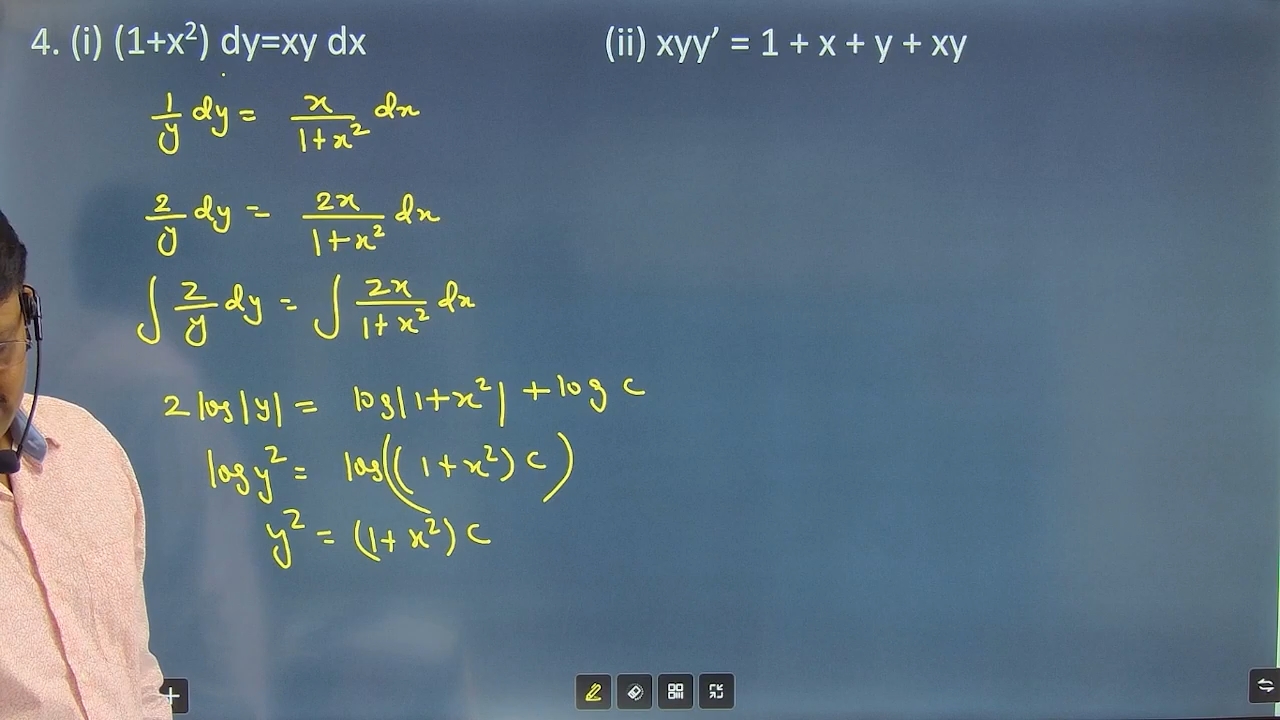 4. (i) (1+x²) dy=xy dx
(ii) xyy’ = 1 + x + y + xy
1/y dy = x/(1+x²) dx
2/y dy = 2x/(1+x²) dx
∫ 2/y dy = ∫ 2x/(1+x²) dx
2 log|y| = log|1+x²| + log c
log y² = log((1+x²) c)
y² = (1+x²) c